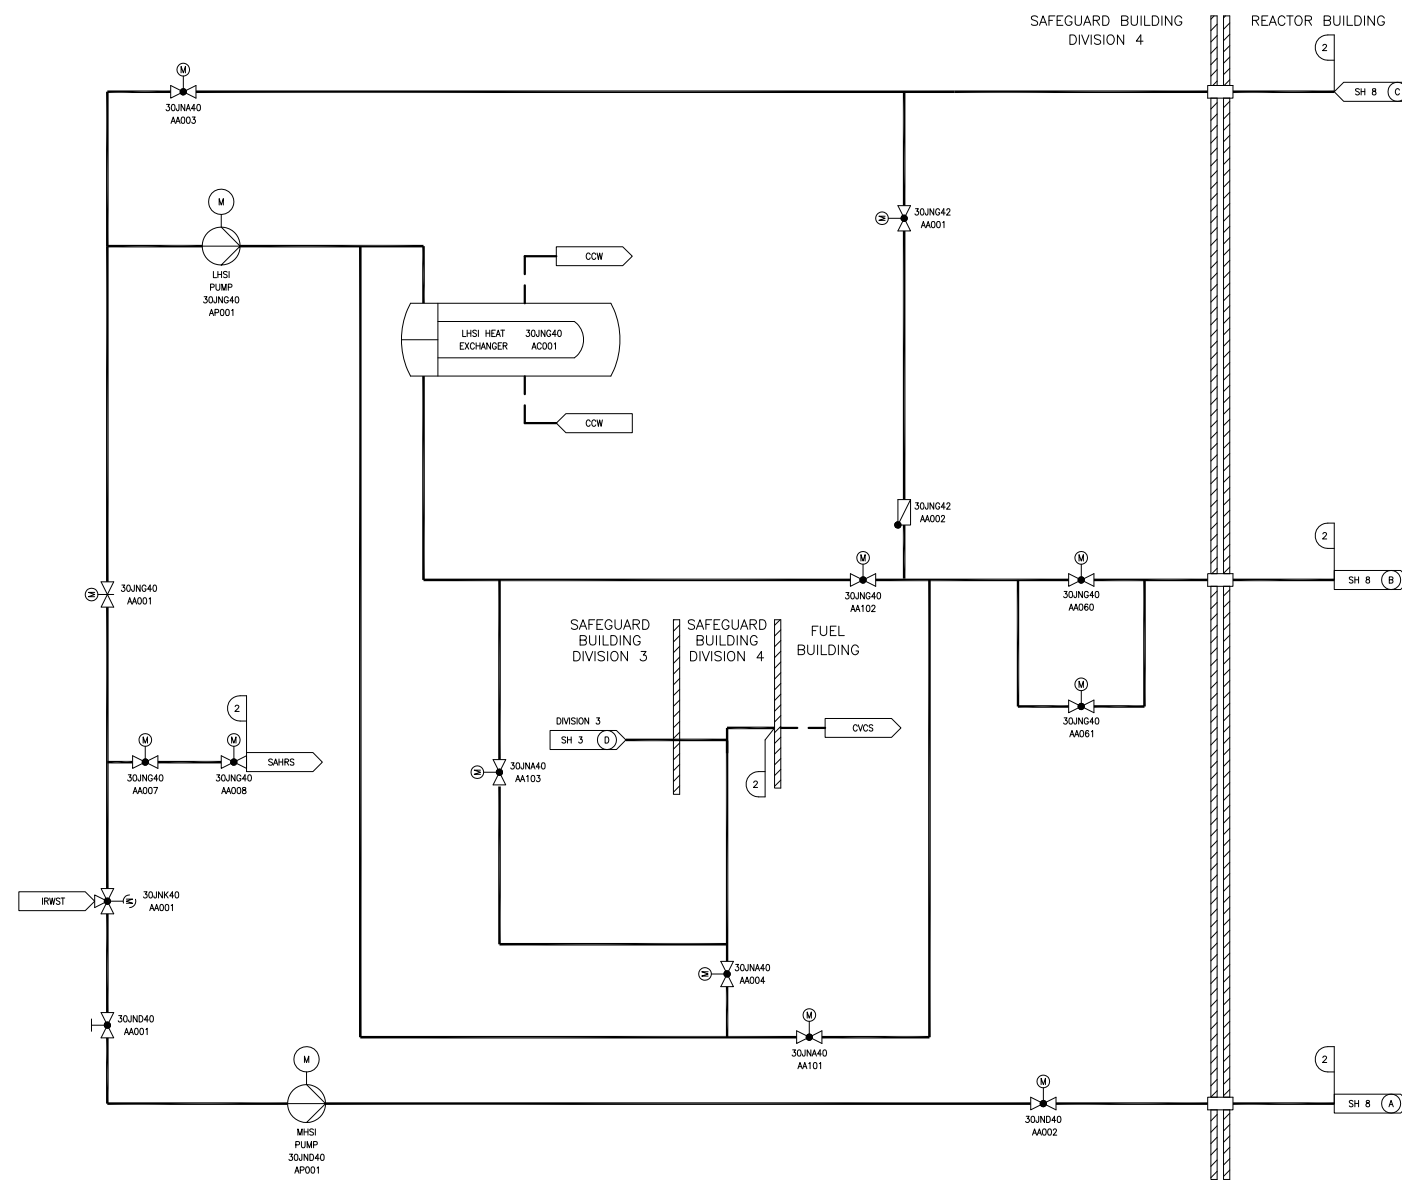 SAFEGUARD BUILDING
DIVISION 4
REACTOR BUILDING
2
SH 8 C
M
30JNA40
AA003
M
LHSI
PUMP
30JNG40
AP001
M
30JNG42
AA001
CCW
LHSI HEAT
EXCHANGER
30JNG40
AC001
CCW
30JNG42
AA002
2
M
30JNG40
AA001
M
30JNG40
AA102
M
30JNG40
AA060
SH 8 B
SAFEGUARD
BUILDING
DIVISION 3
SAFEGUARD
BUILDING
DIVISION 4
FUEL
BUILDING
M
30JNG40
AA061
2
DIVISION 3
SH 3 D
CVCS
M
30JNG40
AA007
M
30JNG40
AA008
SAHRS
M
30JNA40
AA103
2
IRWST
M
30JNK40
AA001
M
30JNA40
AA004
30JND40
AA001
M
30JNA40
AA101
2
M
MHSI
PUMP
30JND40
AP001
M
30JND40
AA002
SH 8 A